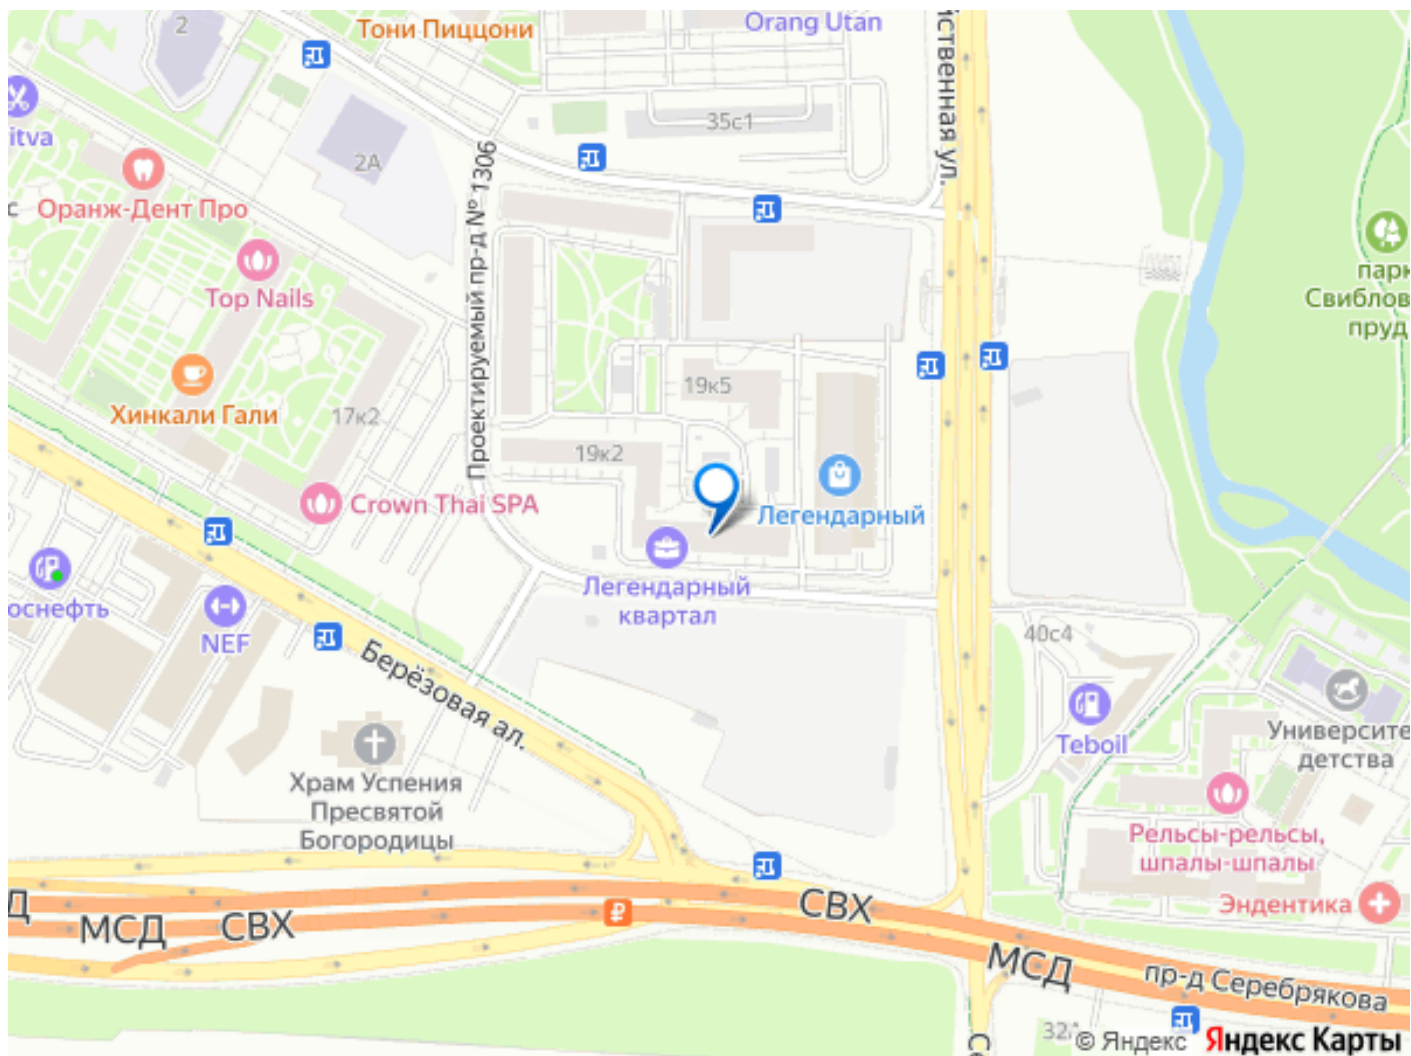 2
Тони Пиццони
Orang Utan
йственная ул.
itva
35с1
2А
Оранж-Дент Про
с
Проектируемый пр-д № 1306
парк
Свиблов
пруд
Top Nails
Хинкали Гали
17к2
19к5
19к2
Crown Thai SPA
Легендарный
Легендарный
квартал
оснефть
NEF
Берёзовая ал.
40с4
Teboil
Университе
детства
Храм Успения
Пресвятой
Богородицы
Рельсы-рельсы,
шпалы-шпалы
Эндентика
Д
МСД
СВХ
СВХ
МСД
пр-д Серебрякова
32
© Яндекс Яндекс Карты